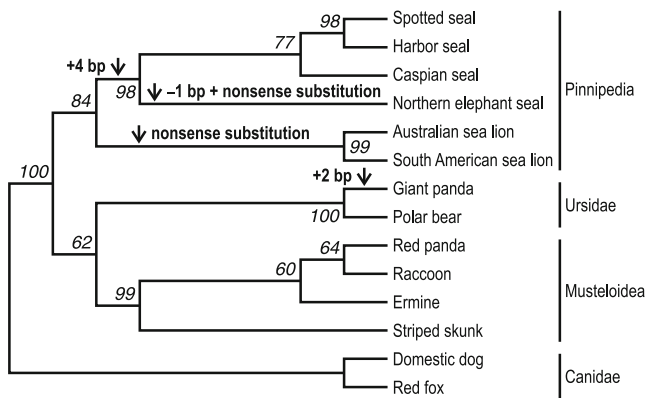 98
Spotted seal
77
Harbor seal
+4 bp
Caspian seal
98
–1 bp + nonsense substitution
Northern elephant seal
Pinnipedia
84
nonsense substitution
Australian sea lion
99
South American sea lion
100
+2 bp
Giant panda
100
Polar bear
Ursidae
62
64
Red panda
60
Raccoon
99
Ermine
Striped skunk
Musteloidea
Domestic dog
Red fox
Canidae